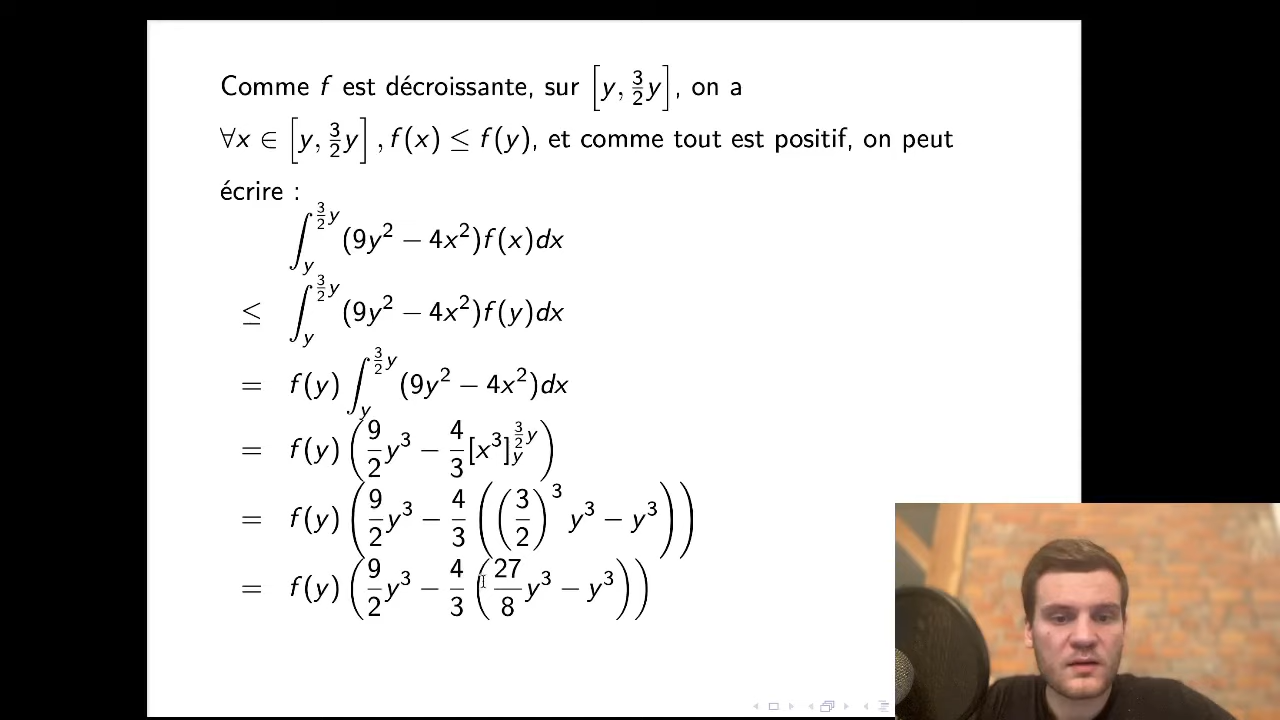 Comme f est décroissante, sur [y, 3/2 y], on a
∀x ∈ [y, 3/2 y], f(x) ≤ f(y), et comme tout est positif, on peut
écrire :
∫_y^{3/2 y} (9y² − 4x²)f(x)dx
≤ ∫_y^{3/2 y} (9y² − 4x²)f(y)dx
= f(y) ∫_y^{3/2 y} (9y² − 4x²)dx
= f(y) (9/2 y³ − 4/3 [x³]_y^{3/2 y})
= f(y) (9/2 y³ − 4/3 ((3/2)³ y³ − y³))
= f(y) (9/2 y³ − 4/3 (27/8 y³ − y³))